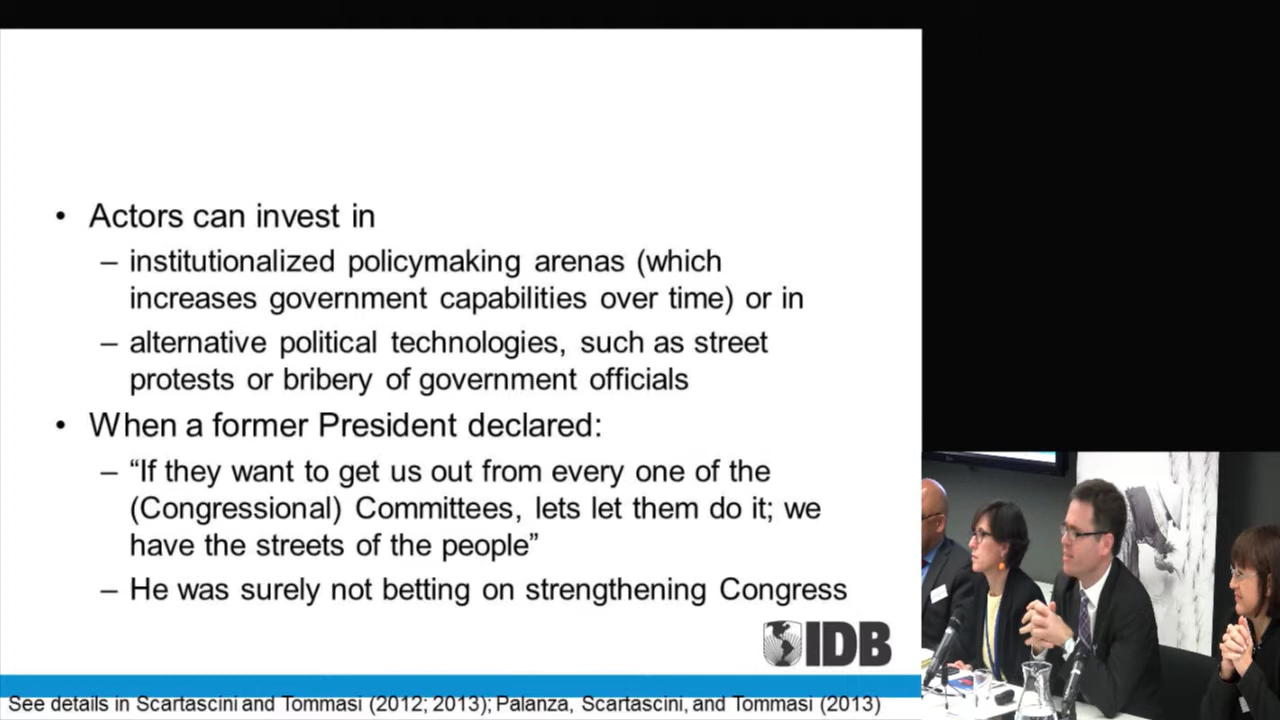 • Actors can invest in
– institutionalized policymaking arenas (which
increases government capabilities over time) or in
– alternative political technologies, such as street
protests or bribery of government officials
• When a former President declared:
– “If they want to get us out from every one of the
(Congressional) Committees, lets let them do it; we
have the streets of the people”
– He was surely not betting on strengthening Congress
IDB
See details in Scartascini and Tommasi (2012; 2013); Palanza, Scartascini, and Tommasi (2013)